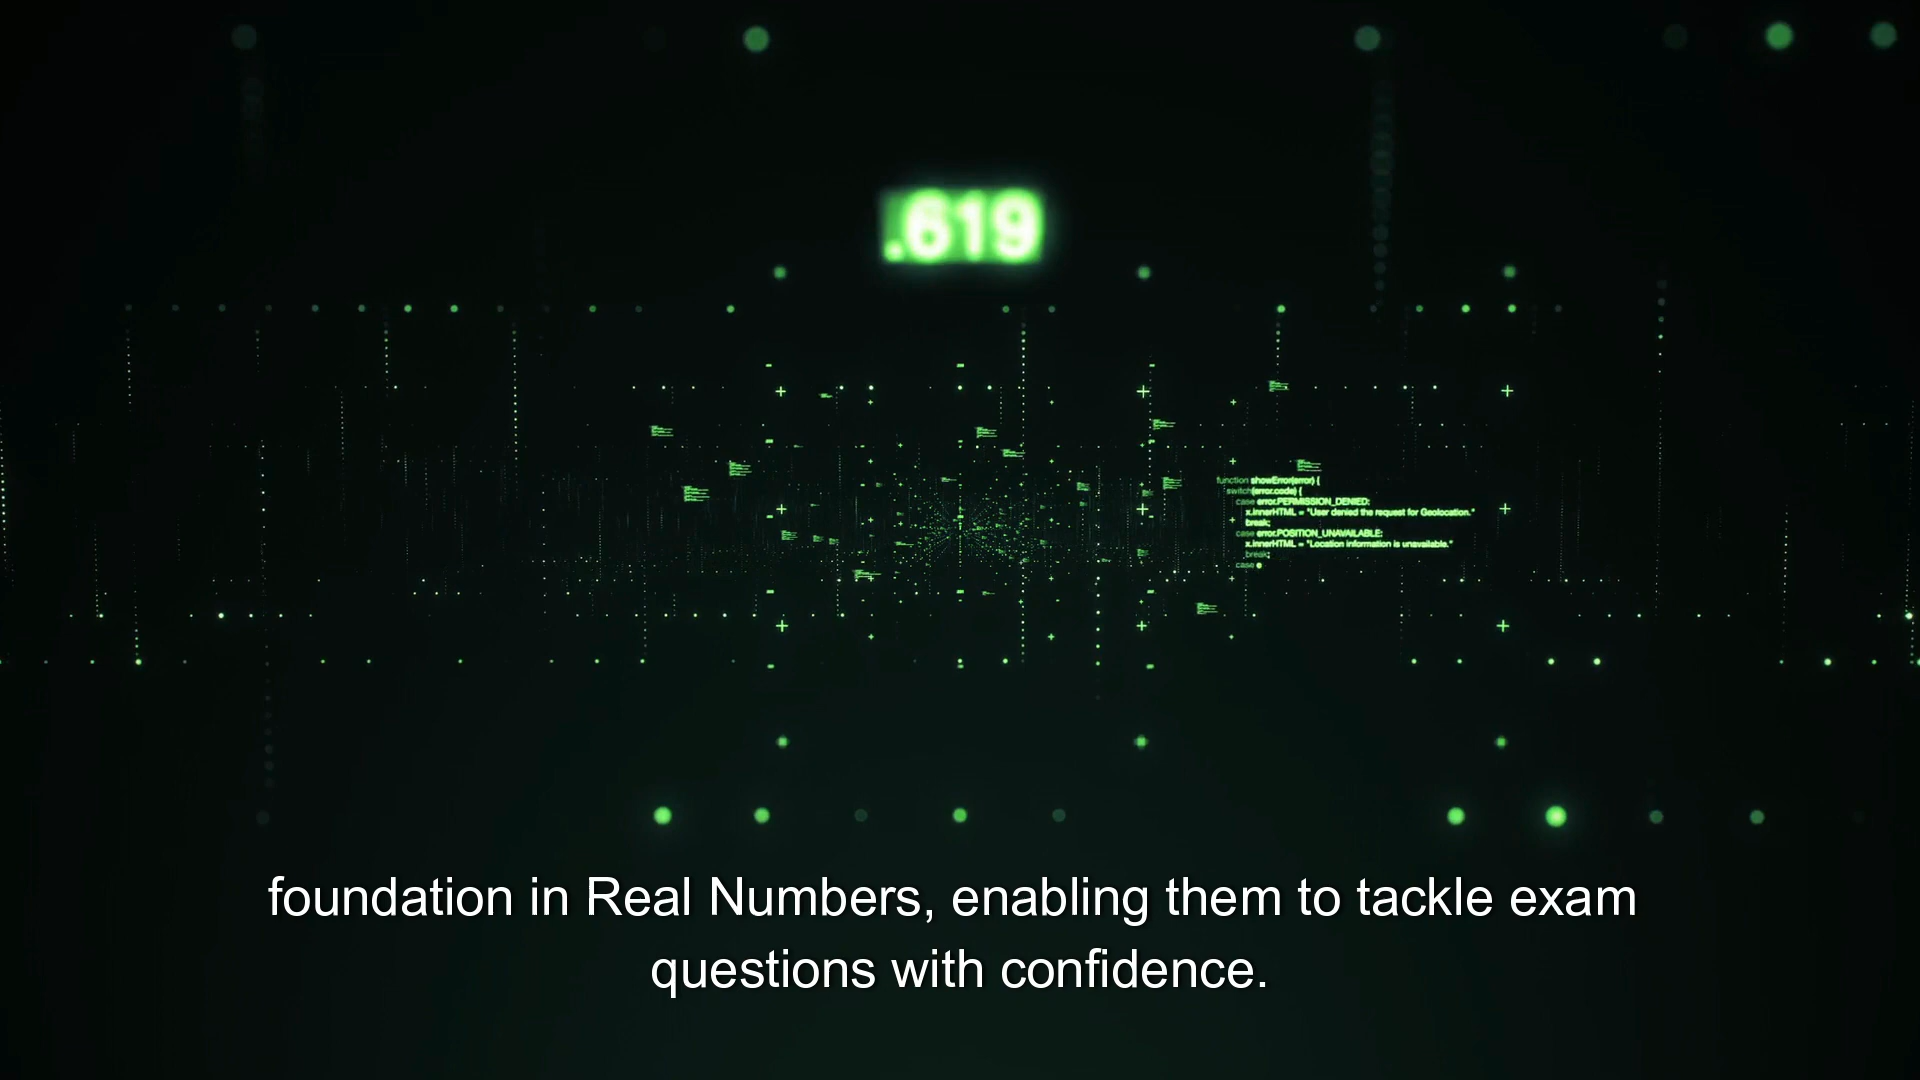 .619
function showError(error) {
switch(error.code) {
case error.PERMISSION_DENIED:
x.innerHTML = "User denied the request for Geolocation."
break;
case error.POSITION_UNAVAILABLE:
x.innerHTML = "Location information is unavailable."
break;
case
foundation in Real Numbers, enabling them to tackle exam
questions with confidence.